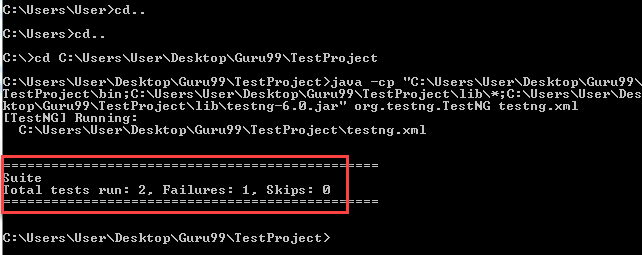 C:\Users\User>cd..
C:\Users>cd..
C:\>cd C:\Users\User\Desktop\Guru99\TestProject
C:\Users\User\Desktop\Guru99\TestProject>java -cp "C:\Users\User\Desktop\Guru99\
TestProject\bin;C:\Users\User\Desktop\Guru99\TestProject\lib\*;C:\Users\User\Des
ktop\Guru99\TestProject\lib\testng-6.0.jar" org.testng.TestNG testng.xml
[TestNG] Running:
  C:\Users\User\Desktop\Guru99\TestProject\testng.xml
===============================================
Suite
Total tests run: 2, Failures: 1, Skips: 0
===============================================
C:\Users\User\Desktop\Guru99\TestProject>